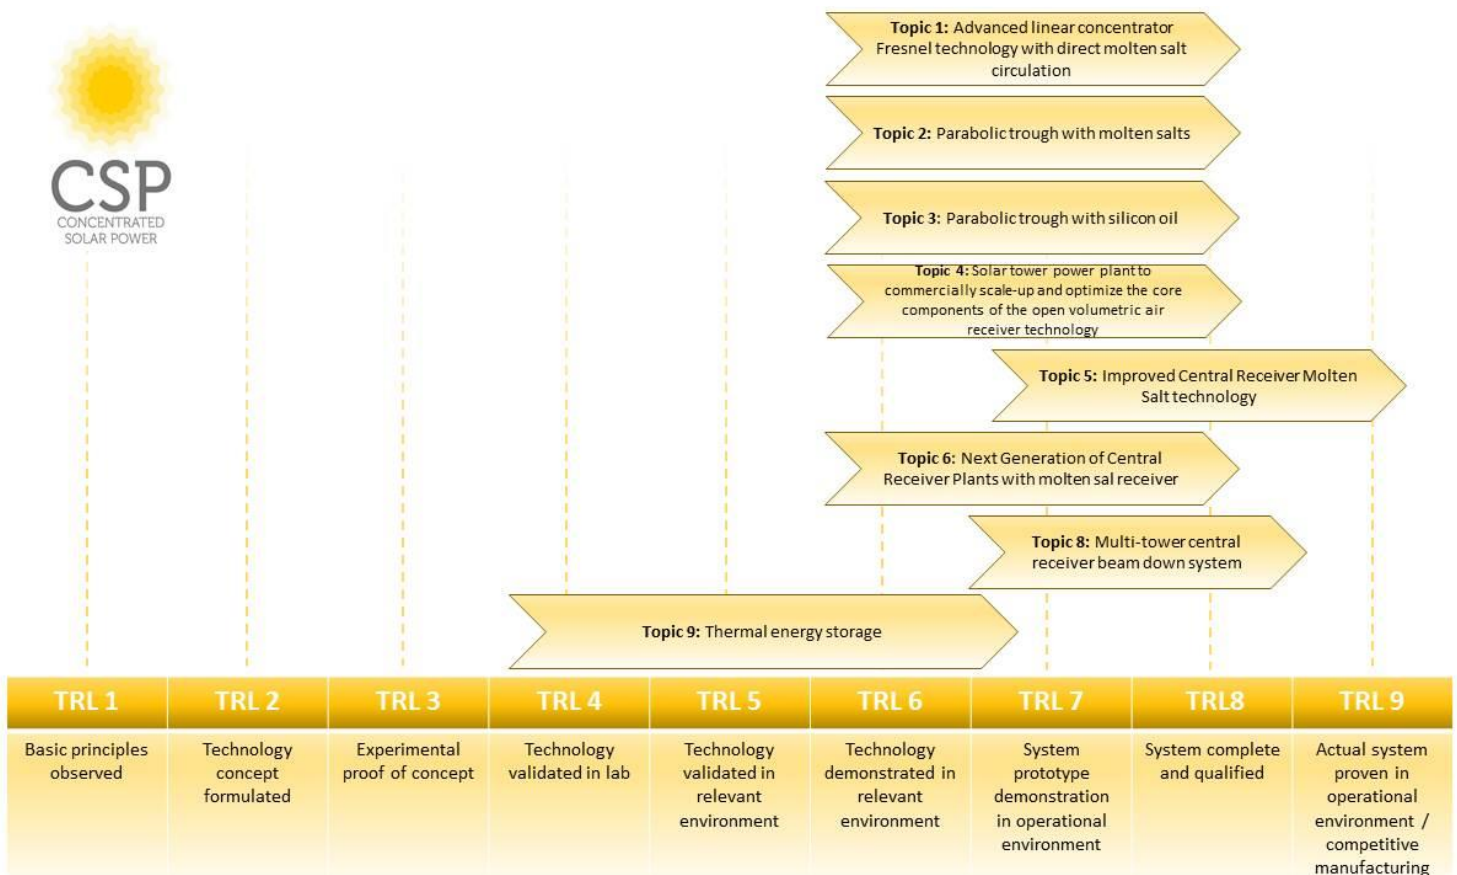 CSP
CONCENTRATED
SOLAR POWER
Topic 1: Advanced linear concentrator
Fresnel technology with direct molten salt
circulation
Topic 2: Parabolic trough with molten salts
Topic 3: Parabolic trough with silicon oil
Topic 4: Solar tower power plant to
commercially scale-up and optimize the core
components of the open volumetric air
receiver technology
Topic 5: Improved Central Receiver Molten
Salt technology
Topic 6: Next Generation of Central
Receiver Plants with molten sal receiver
Topic 8: Multi-tower central
receiver beam down system
Topic 9: Thermal energy storage
TRL 1
Basic principles
observed
TRL 2
Technology
concept
formulated
TRL 3
Experimental
proof of concept
TRL 4
Technology
validated in lab
TRL 5
Technology
validated in
relevant
environment
TRL 6
Technology
demonstrated in
relevant
environment
TRL 7
System
prototype
demonstration
in operational
environment
TRL8
System complete
and qualified
TRL 9
Actual system
proven in
operational
environment /
competitive
manufacturing